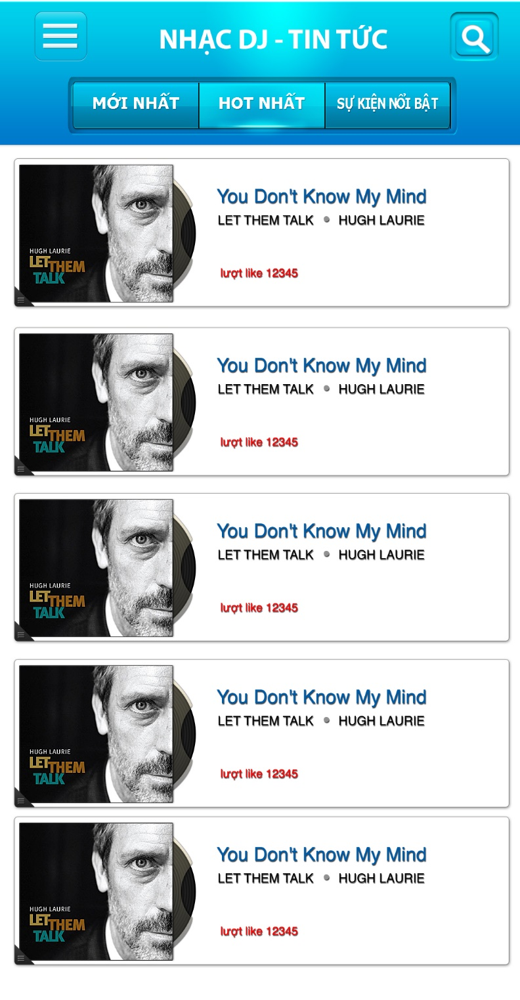 NHẠC DJ - TIN TỨC
MỚI NHẤT HOT NHẤT SỰ KIỆN NỔI BẬT
You Don't Know My Mind
LET THEM TALK • HUGH LAURIE
HUGH LAURIE
LET THEM
TALK
lượt like 12345
You Don't Know My Mind
LET THEM TALK • HUGH LAURIE
HUGH LAURIE
LET THEM
TALK
lượt like 12345
You Don't Know My Mind
LET THEM TALK • HUGH LAURIE
HUGH LAURIE
LET THEM
TALK
lượt like 12345
You Don't Know My Mind
LET THEM TALK • HUGH LAURIE
HUGH LAURIE
LET THEM
TALK
lượt like 12345
You Don't Know My Mind
LET THEM TALK • HUGH LAURIE
HUGH LAURIE
LET THEM
TALK
lượt like 12345